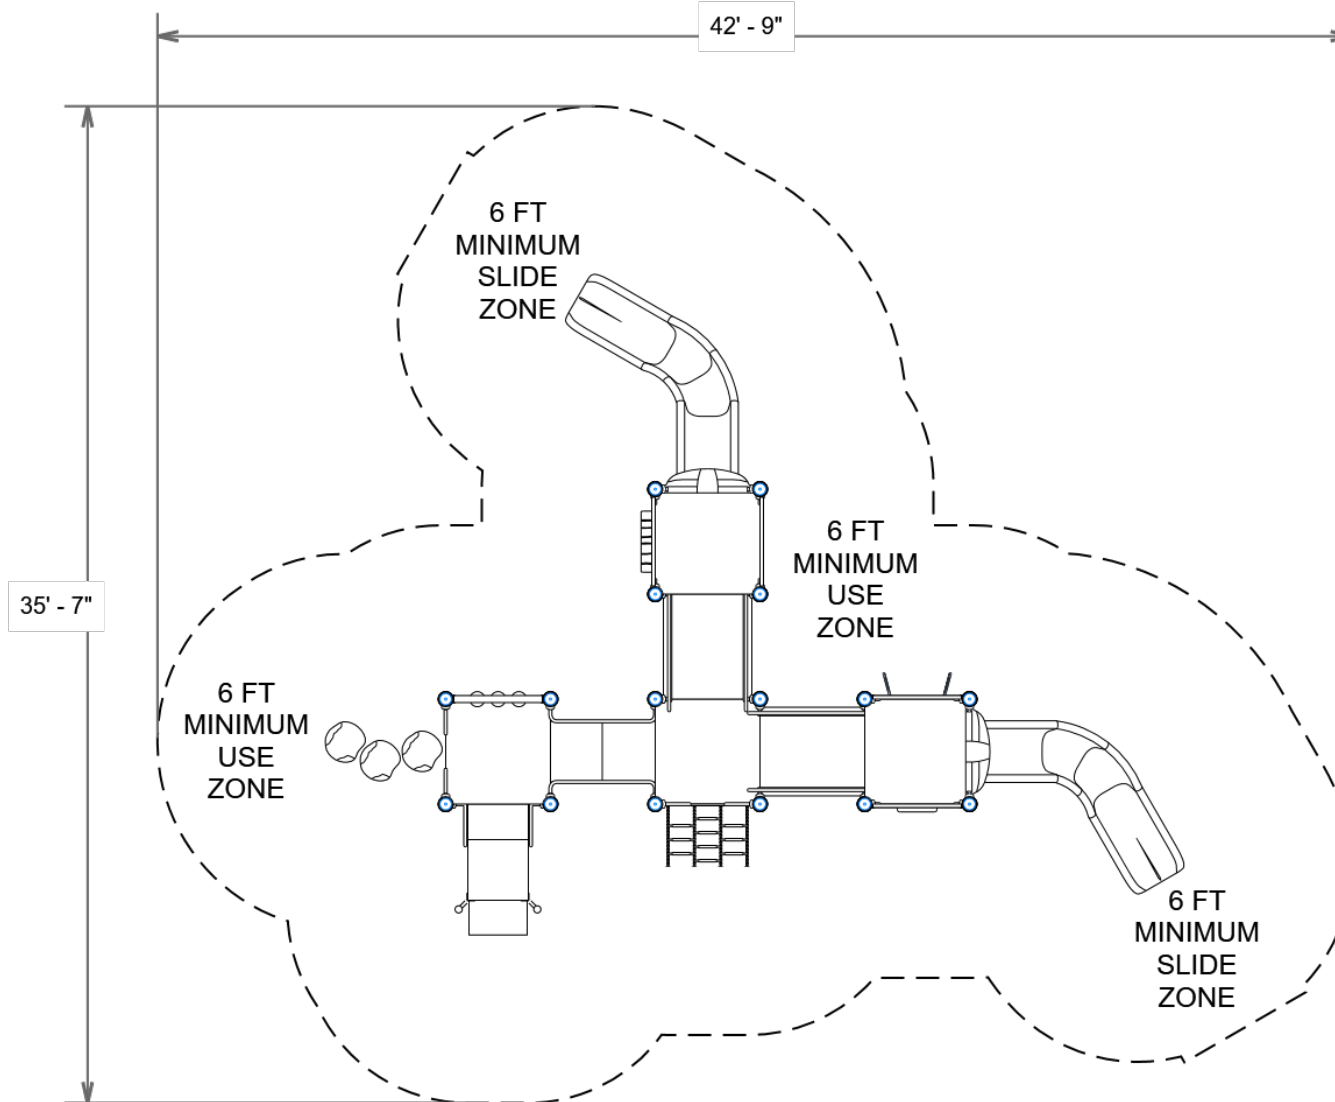 42' - 9"
6 FT
MINIMUM
SLIDE
ZONE
6 FT
MINIMUM
USE
ZONE
35' - 7"
6 FT
MINIMUM
USE
ZONE
6 FT
MINIMUM
SLIDE
ZONE